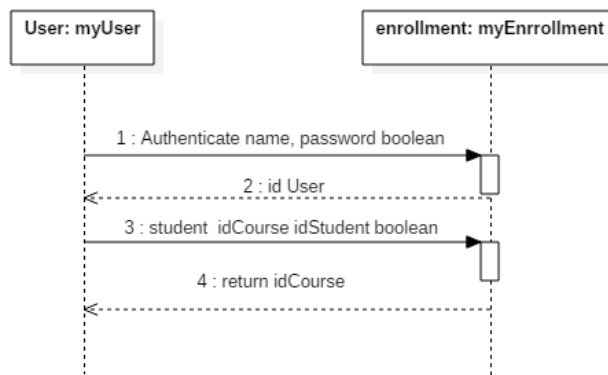 User: myUser
enrollment: myEnrrollment
1 : Authenticate name, password boolean
2 : id User
3 : student idCourse idStudent boolean
4 : return idCourse